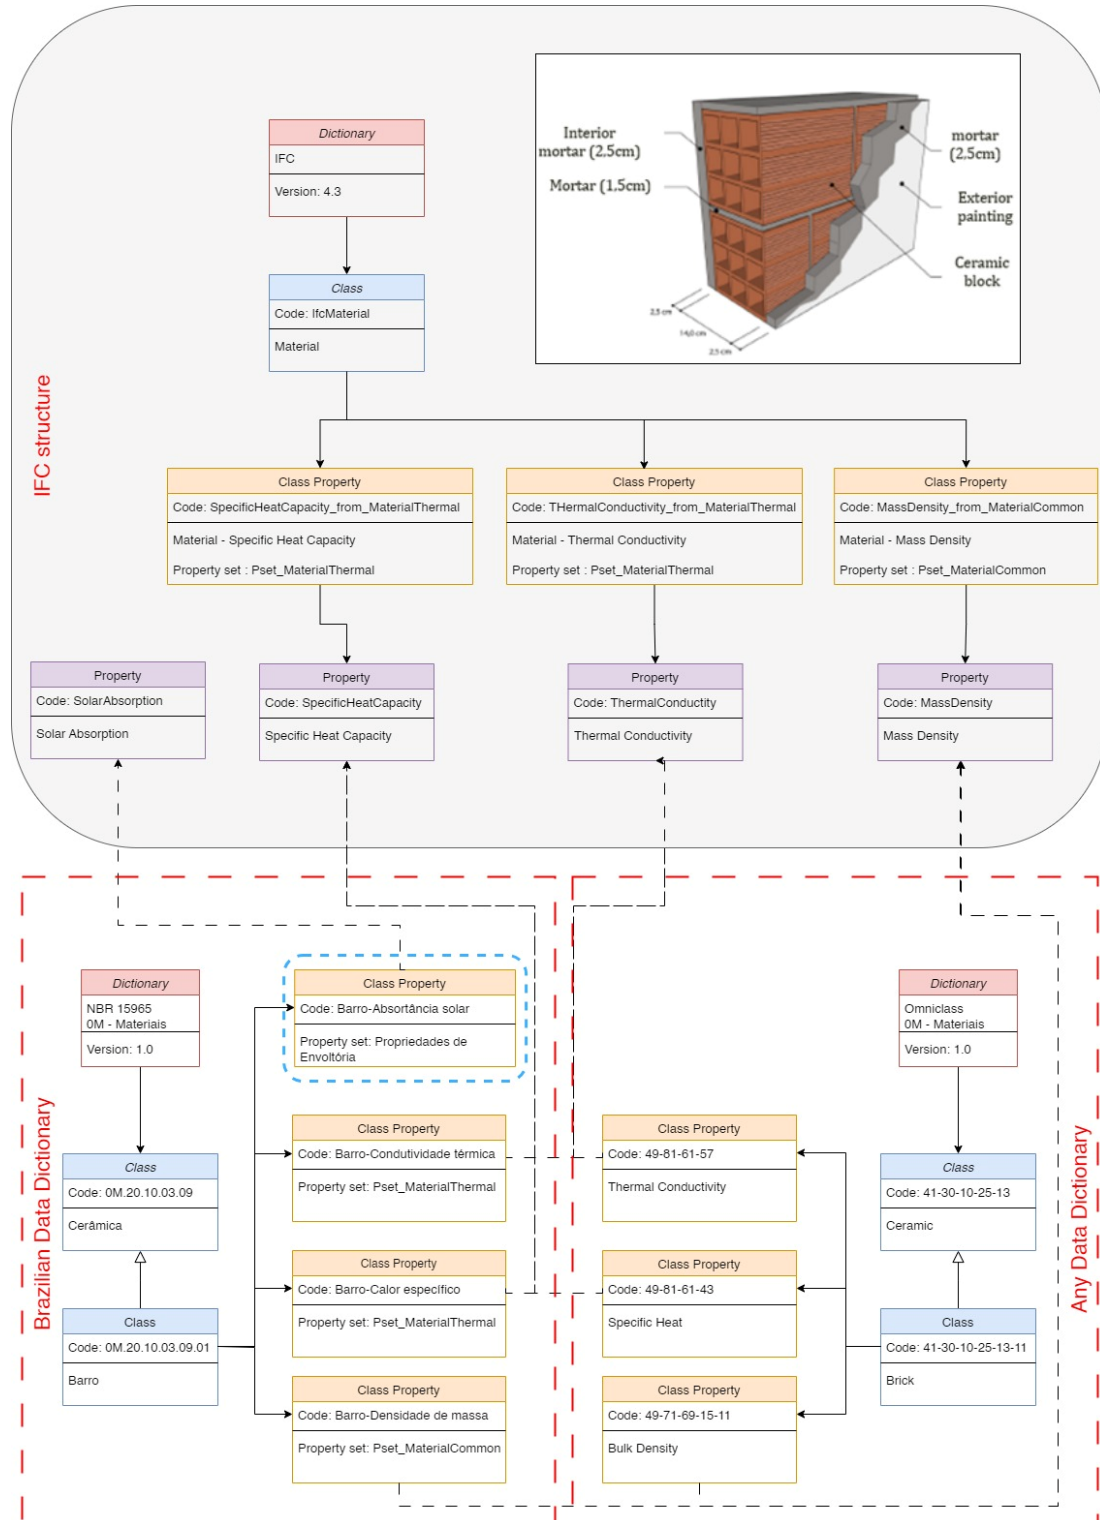 Dictionary
IFC
Version: 4.3
Interior
mortar (2,5cm)
Mortar (1,5cm)
mortar
(2,5cm)
Exterior
painting
Ceramic
block
2,5 cm
14,0 cm
2,5 cm
Class
Code: IfcMaterial
Material
IFC structure
Class Property
Code: SpecificHeatCapacity_from_MaterialThermal
Material - Specific Heat Capacity
Property set : Pset_MaterialThermal
Class Property
Code: THermalConductivity_from_MaterialThermal
Material - Thermal Conductivity
Property set : Pset_MaterialThermal
Class Property
Code: MassDensity_from_MaterialCommon
Material - Mass Density
Property set : Pset_MaterialCommon
Property
Code: SolarAbsorption
Solar Absorption
Property
Code: SpecificHeatCapacity
Specific Heat Capacity
Property
Code: ThermalConductity
Thermal Conductivity
Property
Code: MassDensity
Mass Density
Brazilian Data Dictionary
Dictionary
NBR 15965
0M - Materiais
Version: 1.0
Class
Code: 0M.20.10.03.09
Cerâmica
Class
Code: 0M.20.10.03.09.01
Barro
Class Property
Code: Barro-Absortância solar
Property set: Propriedades de
Envoltória
Class Property
Code: Barro-Condutividade térmica
Property set: Pset_MaterialThermal
Class Property
Code: Barro-Calor específico
Property set: Pset_MaterialThermal
Class Property
Code: Barro-Densidade de massa
Property set: Pset_MaterialCommon
Class Property
Code: 49-81-61-57
Thermal Conductivity
Class Property
Code: 49-81-61-43
Specific Heat
Class Property
Code: 49-71-69-15-11
Bulk Density
Dictionary
Omniclass
0M - Materiais
Version: 1.0
Class
Code: 41-30-10-25-13
Ceramic
Class
Code: 41-30-10-25-13-11
Brick
Any Data Dictionary